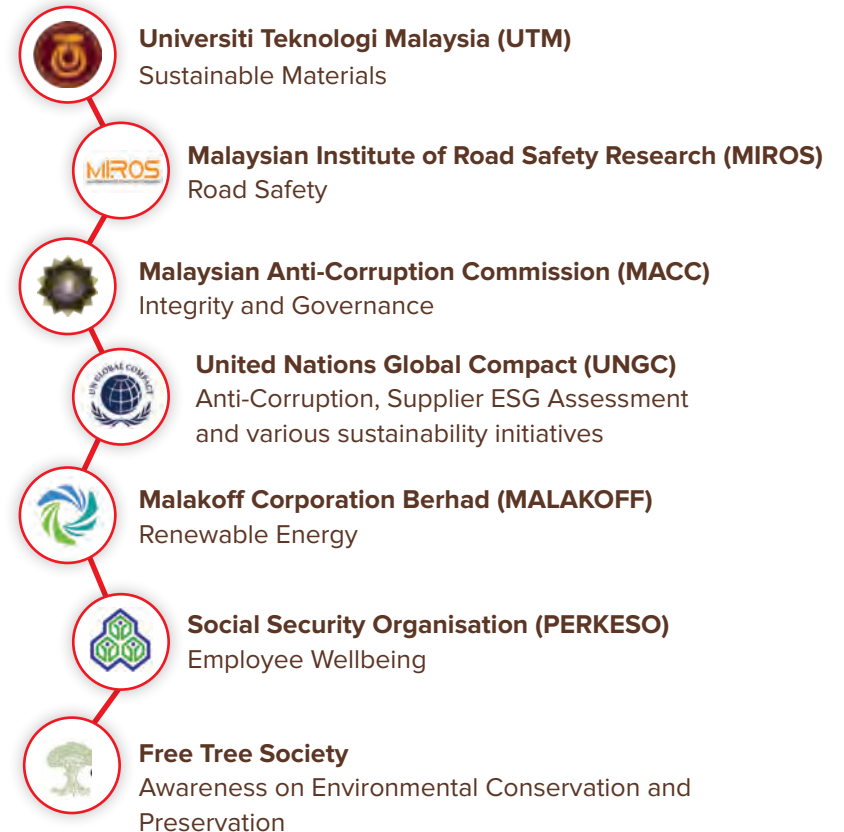 Universiti Teknologi Malaysia (UTM)
Sustainable Materials
MIROS
Malaysian Institute of Road Safety Research (MIROS)
Road Safety
Malaysian Anti-Corruption Commission (MACC)
Integrity and Governance
UN GLOBAL COMPACT
United Nations Global Compact (UNGC)
Anti-Corruption, Supplier ESG Assessment
and various sustainability initiatives
Malakoff Corporation Berhad (MALAKOFF)
Renewable Energy
Social Security Organisation (PERKESO)
Employee Wellbeing
Free Tree Society
Awareness on Environmental Conservation and
Preservation